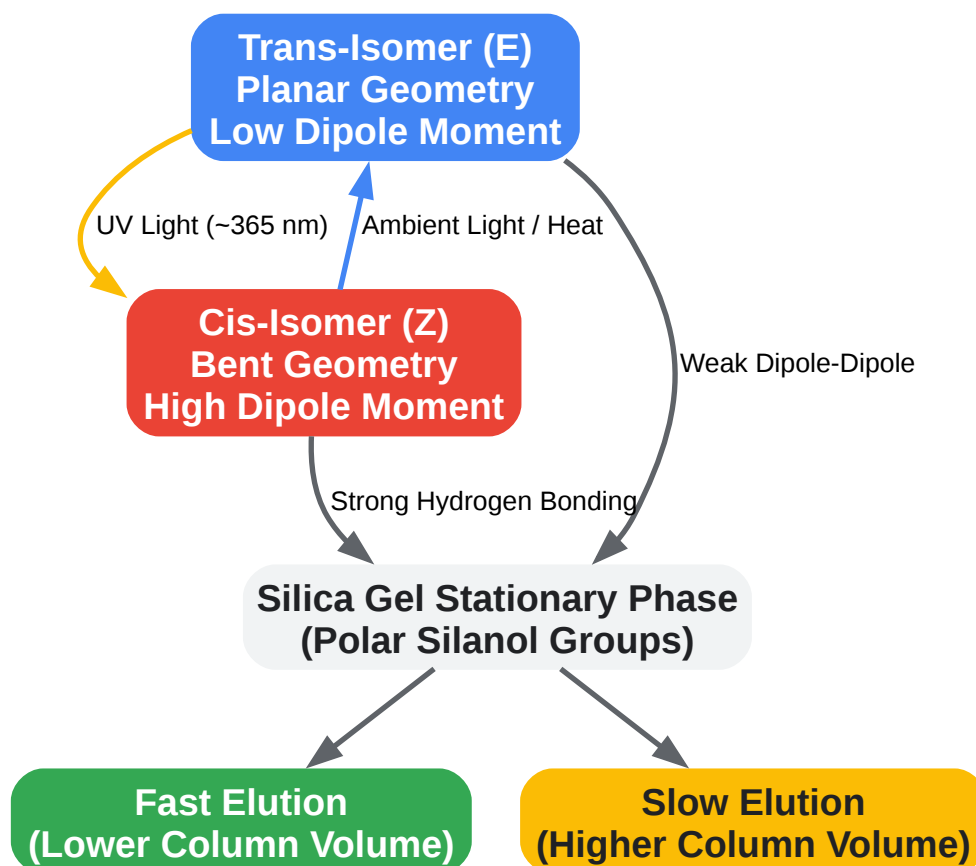 Trans-Isomer (E)
Planar Geometry
Low Dipole Moment
UV Light (~365 nm)
Ambient Light / Heat
Cis-Isomer (Z)
Bent Geometry
High Dipole Moment
Weak Dipole-Dipole
Strong Hydrogen Bonding
Silica Gel Stationary Phase
(Polar Silanol Groups)
Fast Elution
(Lower Column Volume)
Slow Elution
(Higher Column Volume)